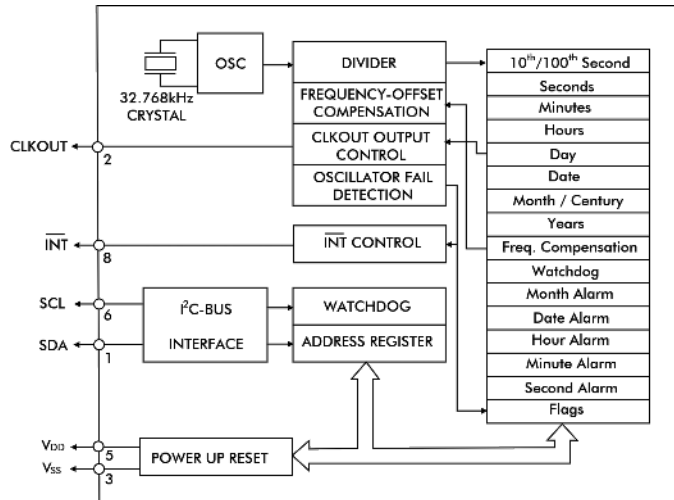 OSC
32.768kHz
CRYSTAL
DIVIDER
FREQUENCY-OFFSET
COMPENSATION
CLKOUT OUTPUT
CONTROL
OSCILLATOR FAIL
DETECTION
CLKOUT
2
INT
8
INT CONTROL
SCL
6
SDA
1
I²C-BUS
INTERFACE
WATCHDOG
ADDRESS REGISTER
VDD
5
VSS
3
POWER UP RESET
10th/100th Second
Seconds
Minutes
Hours
Day
Date
Month / Century
Years
Freq. Compensation
Watchdog
Month Alarm
Date Alarm
Hour Alarm
Minute Alarm
Second Alarm
Flags